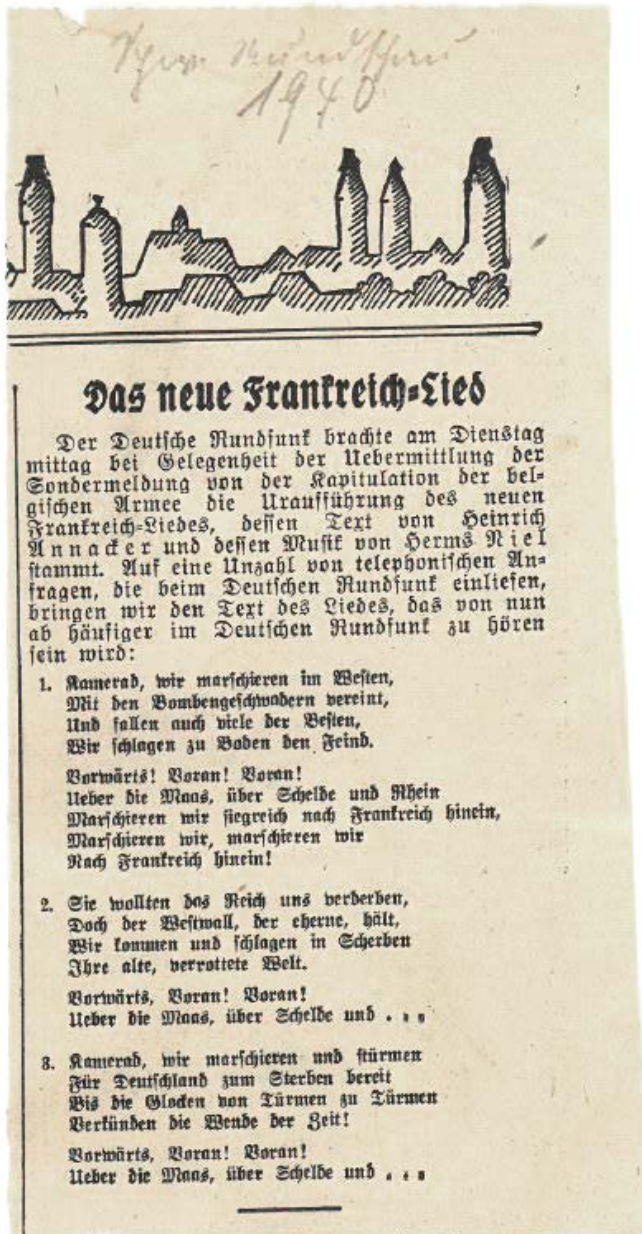 Rundschau
1940
Das neue Frankreich-Lied
Der Deutsche Rundfunk brachte am Dienstag
mittag bei Gelegenheit der Uebermittlung der
Sondermeldung von der Kapitulation der bel-
gischen Armee die Uraufführung des neuen
Frankreich-Liedes, dessen Text von Heinrich
Annacker und dessen Musik von Herms Niel
stammt. Auf eine Unzahl von telephonischen An-
fragen, die beim Deutschen Rundfunk einliefen,
bringen wir den Text des Liedes, das von nun
ab häufiger im Deutschen Rundfunk zu hören
sein wird:
1. Kamerad, wir marschieren im Westen,
Mit den Bombengeschwadern vereint,
Und fallen auch viele der Besten,
Wir schlagen zu Boden den Feind.
Vorwärts! Voran! Voran!
Ueber die Maas, über Schelde und Rhein
Marschieren wir siegreich nach Frankreich hinein,
Marschieren wir, marschieren wir
Nach Frankreich hinein!
2. Sie wollten das Reich uns verderben,
Doch der Westwall, der eherne, hält,
Wir kommen und schlagen in Scherben
Ihre alte, verrottete Welt.
Vorwärts, Voran! Voran!
Ueber die Maas, über Schelde und . . .
3. Kamerad, wir marschieren und stürmen
Für Deutschland zum Sterben bereit
Bis die Glocken von Türmen zu Türmen
Verkünden die Wende der Zeit!
Vorwärts, Voran! Voran!
Ueber die Maas, über Schelde und . . .